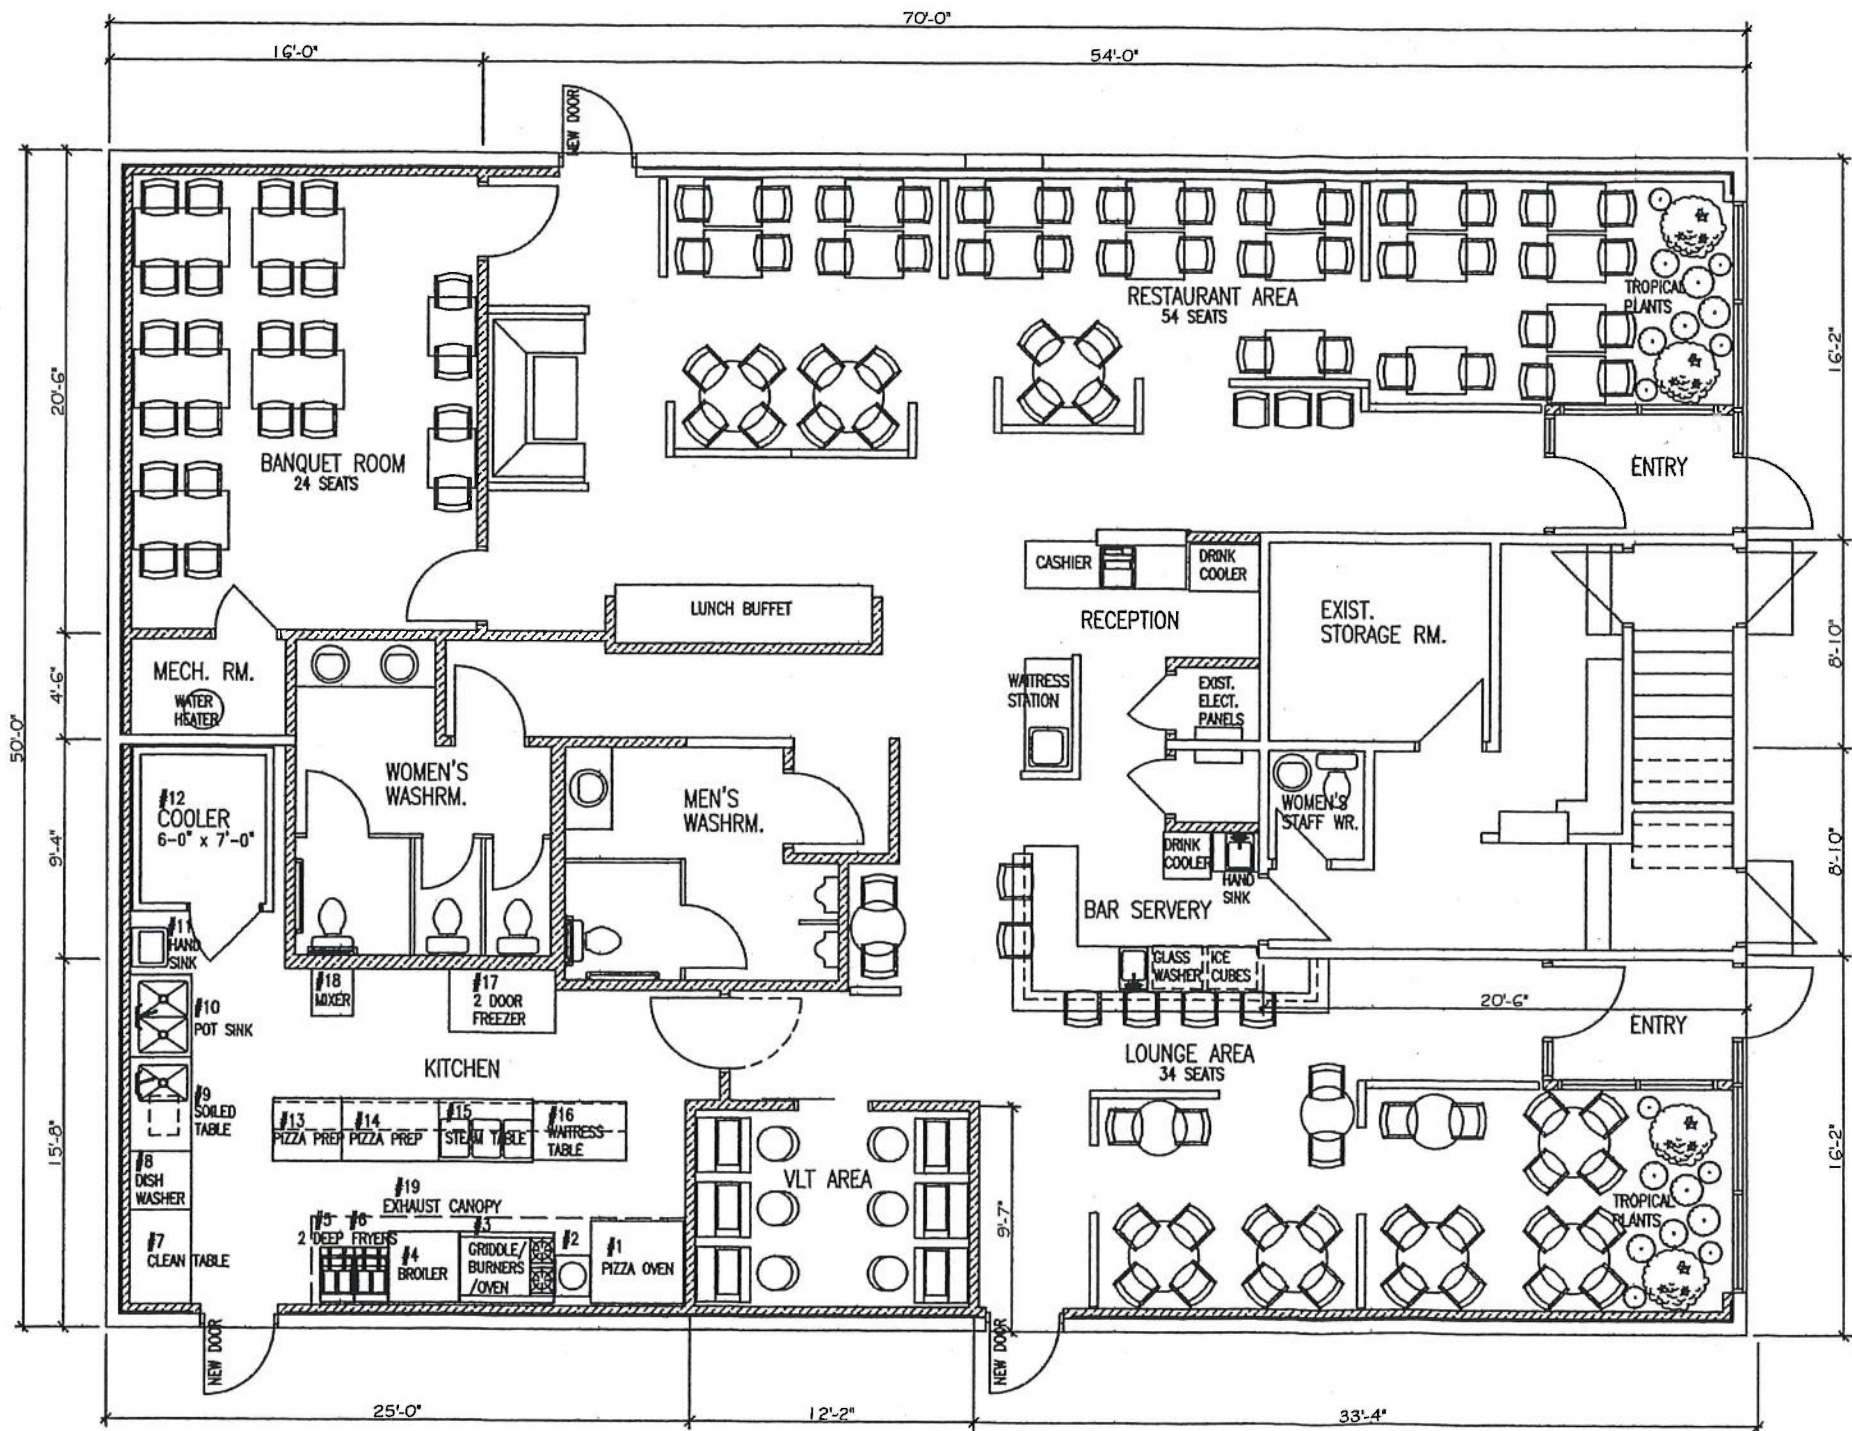 70'-0"
16'-0"
54'-0"
NEW DOOR
RESTAURANT AREA
54 SEATS
TROPICAL
PLANTS
16'-2"
20'-6"
50'-0"
BANQUET ROOM
24 SEATS
ENTRY
CASHIER
DRINK
COOLER
LUNCH BUFFET
RECEPTION
EXIST.
STORAGE RM.
8'-10"
4'-6"
MECH. RM.
WATER
HEATER
WAITRESS
STATION
EXIST.
ELECT.
PANELS
WOMEN'S
WASHRM.
MEN'S
WASHRM.
#12
COOLER
6-0" x 7'-0"
9'-4"
WOMEN'S
STAFF WR.
DRINK
COOLER
HAND
SINK
8'-10"
BAR SERVERY
#11
HAND
SINK
GLASS
WASHER
ICE
CUBES
#18
MIXER
#17
2 DOOR
FREEZER
#10
POT SINK
20'-6"
ENTRY
KITCHEN
LOUNGE AREA
34 SEATS
#9
SOILED
TABLE
#13
PIZZA PREP
#14
PIZZA PREP
#15
STEAM TABLE
#16
WAITRESS
TABLE
15'-8"
#8
DISH
WASHER
VLT AREA
16'-2"
#19
EXHAUST CANOPY
TROPICAL
PLANTS
9'-7"
#5
#6
2 DEEP FRYERS
#4
BROILER
#3
GRIDDLE/
BURNERS
/OVEN
#2
#1
PIZZA OVEN
#7
CLEAN TABLE
NEW DOOR
NEW DOOR
25'-0"
12'-2"
33'-4"